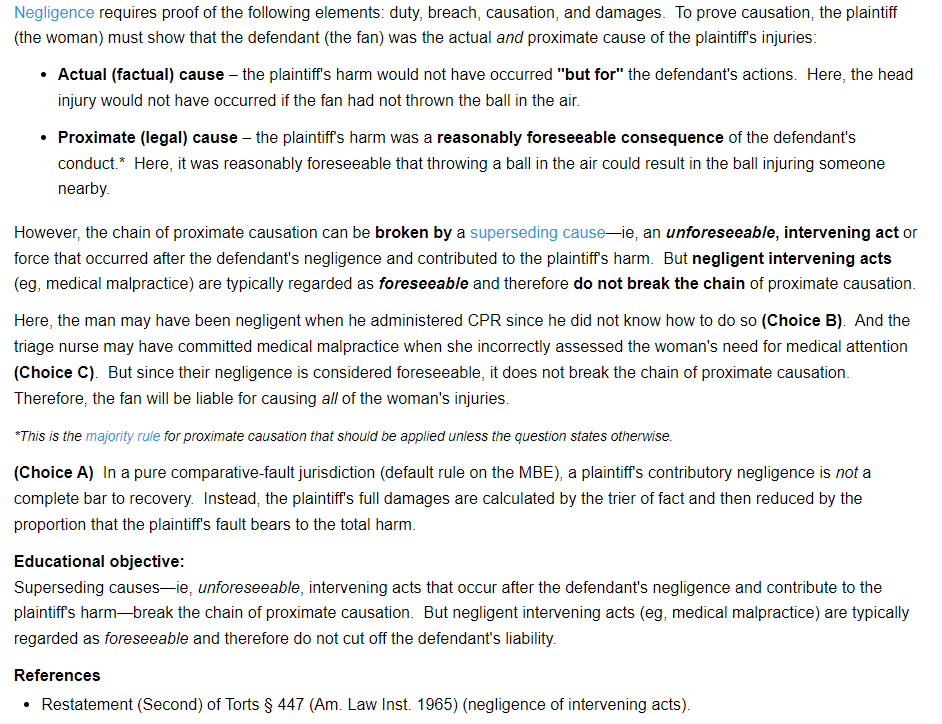 Negligence requires proof of the following elements: duty, breach, causation, and damages.  To prove causation, the plaintiff
(the woman) must show that the defendant (the fan) was the actual and proximate cause of the plaintiff's injuries:
• Actual (factual) cause – the plaintiff's harm would not have occurred "but for" the defendant's actions.  Here, the head
injury would not have occurred if the fan had not thrown the ball in the air.
• Proximate (legal) cause – the plaintiff's harm was a reasonably foreseeable consequence of the defendant's
conduct.*  Here, it was reasonably foreseeable that throwing a ball in the air could result in the ball injuring someone
nearby.
However, the chain of proximate causation can be broken by a superseding cause—ie, an unforeseeable, intervening act or
force that occurred after the defendant's negligence and contributed to the plaintiff's harm.  But negligent intervening acts
(eg, medical malpractice) are typically regarded as foreseeable and therefore do not break the chain of proximate causation.
Here, the man may have been negligent when he administered CPR since he did not know how to do so (Choice B).  And the
triage nurse may have committed medical malpractice when she incorrectly assessed the woman's need for medical attention
(Choice C).  But since their negligence is considered foreseeable, it does not break the chain of proximate causation.
Therefore, the fan will be liable for causing all of the woman's injuries.
*This is the majority rule for proximate causation that should be applied unless the question states otherwise.
(Choice A)  In a pure comparative-fault jurisdiction (default rule on the MBE), a plaintiff's contributory negligence is not a
complete bar to recovery.  Instead, the plaintiff's full damages are calculated by the trier of fact and then reduced by the
proportion that the plaintiff's fault bears to the total harm.
Educational objective:
Superseding causes—ie, unforeseeable, intervening acts that occur after the defendant's negligence and contribute to the
plaintiff's harm—break the chain of proximate causation.  But negligent intervening acts (eg, medical malpractice) are typically
regarded as foreseeable and therefore do not cut off the defendant's liability.
References
• Restatement (Second) of Torts § 447 (Am. Law Inst. 1965) (negligence of intervening acts).